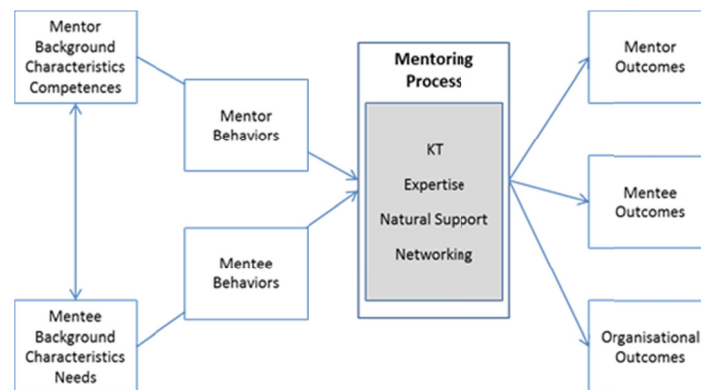 Mentor
Background
Characteristics
Competences
Mentor
Behaviors
Mentee
Behaviors
Mentee
Background
Characteristics
Needs
Mentoring
Process
KT
Expertise
Natural Support
Networking
Mentor
Outcomes
Mentee
Outcomes
Organisational
Outcomes